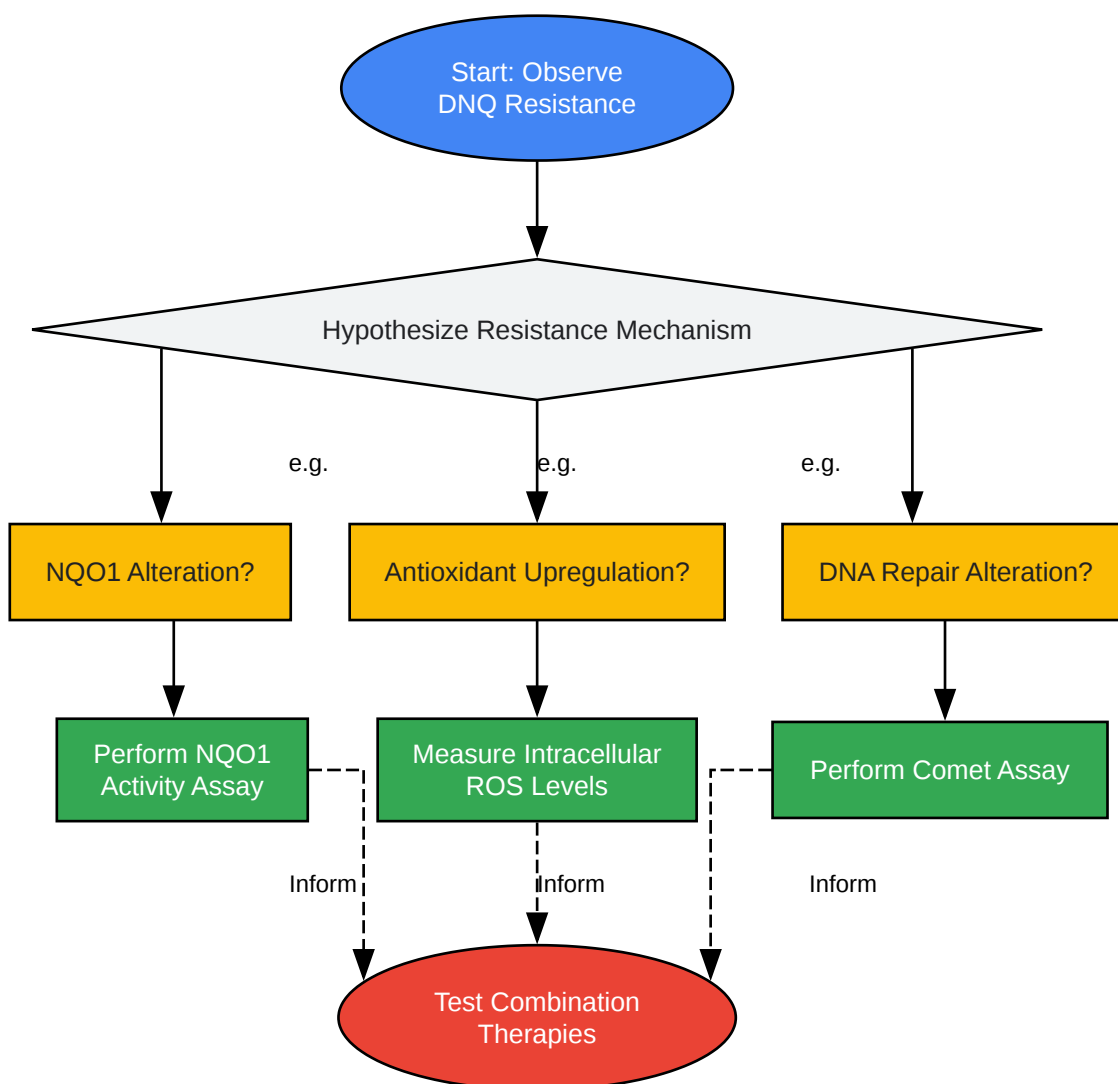 Start: Observe
DNQ Resistance
Hypothesize Resistance Mechanism
e.g.
e.g.
e.g.
NQO1 Alteration?
Antioxidant Upregulation?
DNA Repair Alteration?
Perform NQO1
Activity Assay
Measure Intracellular
ROS Levels
Perform Comet Assay
Inform
Inform
Inform
Test Combination
Therapies